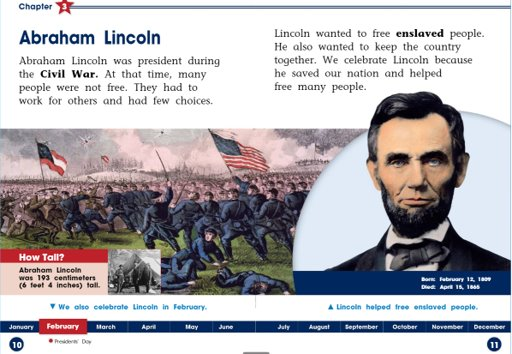 Chapter 3
Abraham Lincoln
Abraham Lincoln was president during
the Civil War. At that time, many
people were not free. They had to
work for others and had few choices.
Lincoln wanted to free enslaved people.
He also wanted to keep the country
together. We celebrate Lincoln because
he saved our nation and helped
free many people.
How Tall?
Abraham Lincoln
was 193 centimeters
(6 feet 4 inches) tall.
Born: February 12, 1809
Died: April 15, 1865
▼ We also celebrate Lincoln in February.
▲ Lincoln helped free enslaved people.
January February March April May June July August September October November December
Presidents' Day
10
11